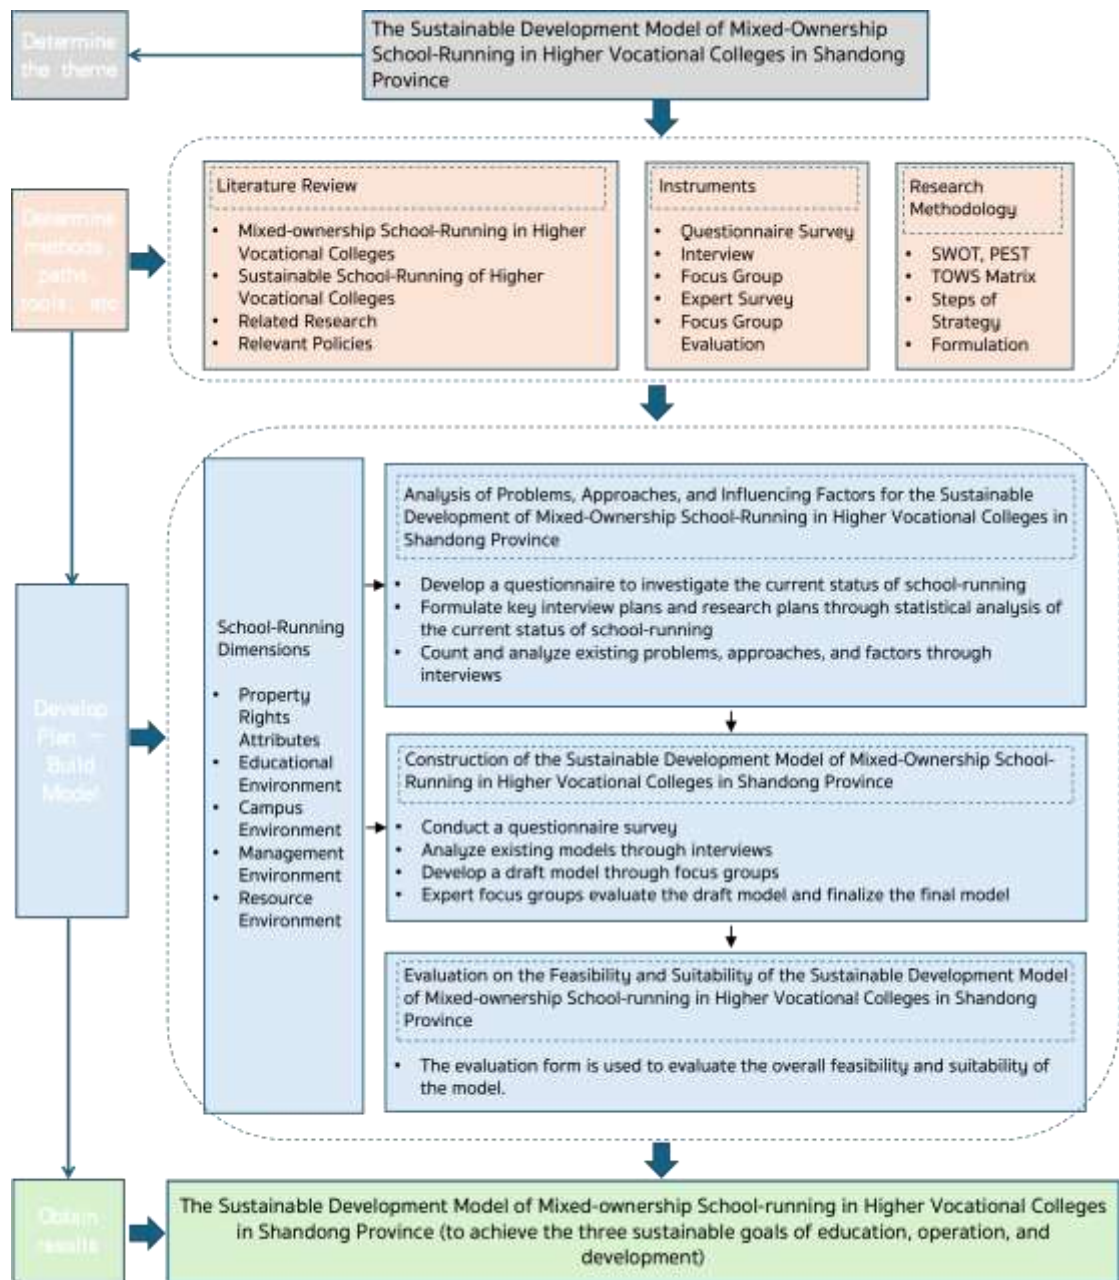 Determine
the theme
The Sustainable Development Model of Mixed-Ownership
School-Running in Higher Vocational Colleges in Shandong
Province
Determine
methods,
paths,
tools, etc
Literature Review
• Mixed-ownership School-Running in Higher
Vocational Colleges
• Sustainable School-Running of Higher
Vocational Colleges
• Related Research
• Relevant Policies
Instruments
• Questionnaire Survey
• Interview
• Focus Group
• Expert Survey
• Focus Group
Evaluation
Research
Methodology
• SWOT, PEST
• TOWS Matrix
• Steps of
Strategy
• Formulation
Develop
Plan —
Build
Model
School-Running
Dimensions
• Property
Rights
Attributes
• Educational
Environment
• Campus
Environment
• Management
Environment
• Resource
Environment
Analysis of Problems, Approaches, and Influencing Factors for the Sustainable
Development of Mixed-Ownership School-Running in Higher Vocational Colleges in
Shandong Province
• Develop a questionnaire to investigate the current status of school-running
• Formulate key interview plans and research plans through statistical analysis of
the current status of school-running
• Count and analyze existing problems, approaches, and factors through
interviews
Construction of the Sustainable Development Model of Mixed-Ownership School-
Running in Higher Vocational Colleges in Shandong Province
• Conduct a questionnaire survey
• Analyze existing models through interviews
• Develop a draft model through focus groups
• Expert focus groups evaluate the draft model and finalize the final model
Evaluation on the Feasibility and Suitability of the Sustainable Development Model
of Mixed-ownership School-running in Higher Vocational Colleges in Shandong
Province
• The evaluation form is used to evaluate the overall feasibility and suitability of
the model.
Obtain
results
The Sustainable Development Model of Mixed-ownership School-running in Higher Vocational Colleges
in Shandong Province (to achieve the three sustainable goals of education, operation, and
development)